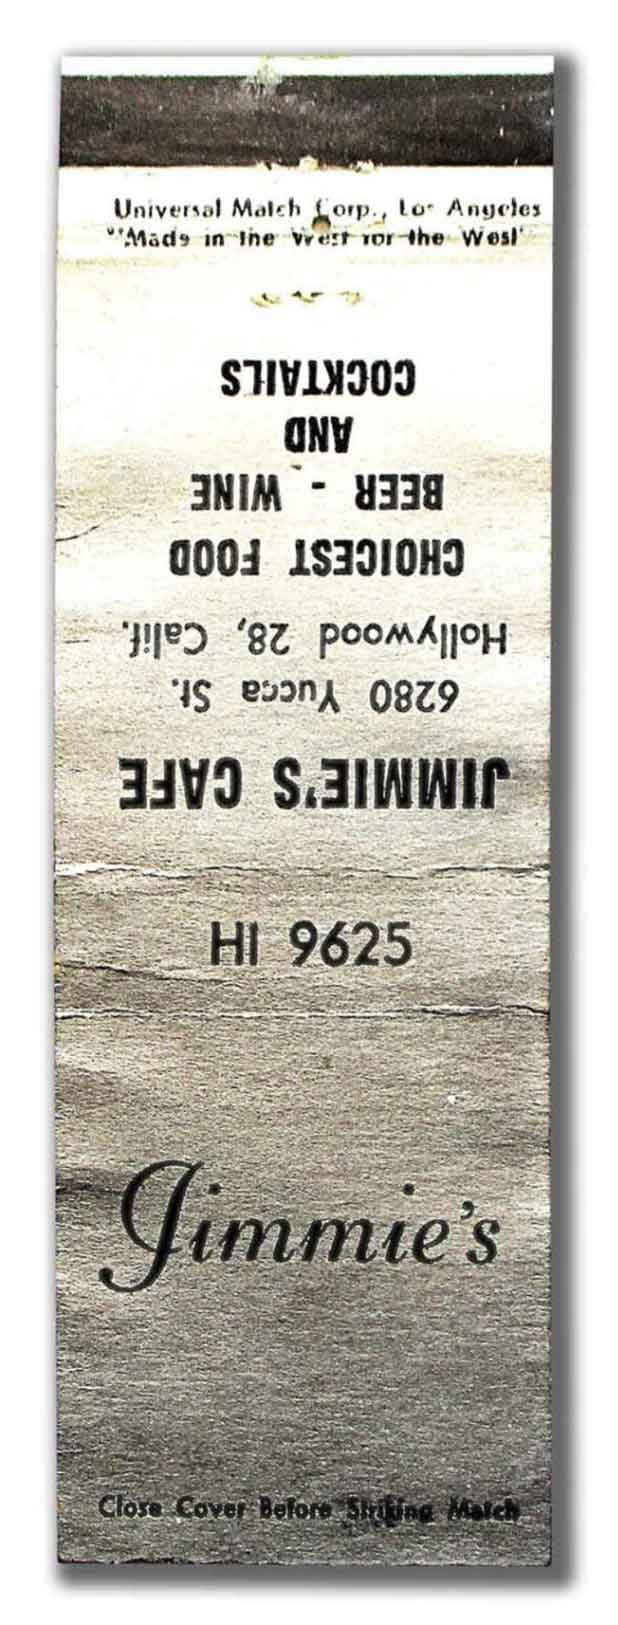 Universal Match Corp., Los Angeles
"Made in the West for the West"
JIMMIE'S CAFE
6280 Yucca St.
Hollywood 28, Calif.
CHOICEST FOOD
BEER - WINE
AND
COCKTAILS
HI 9625
Jimmie's
Close Cover Before Striking Match